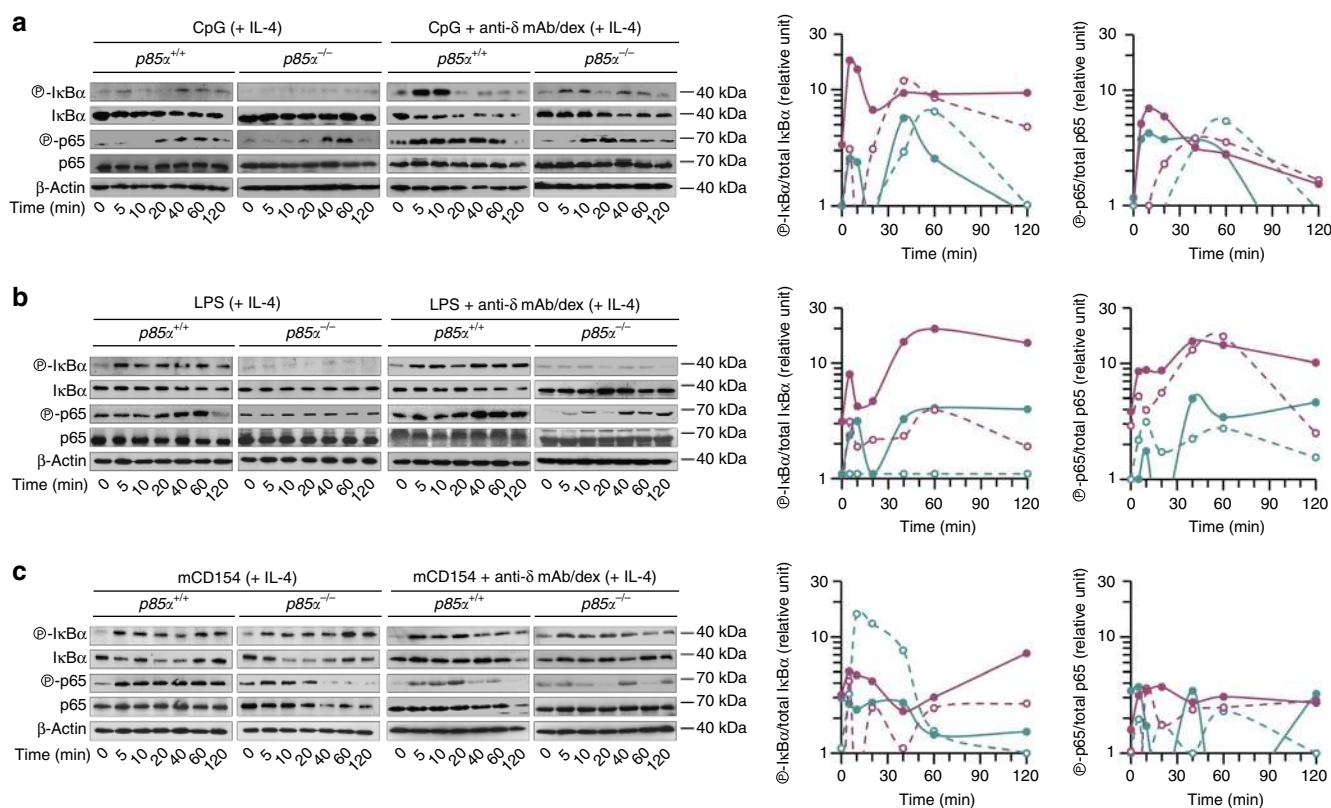 a
CpG (+ IL-4)
CpG + anti-δ mAb/dex (+ IL-4)
p85α+/+
p85α−/−
p85α+/+
p85α−/−
Ⓟ-IκBα
40 kDa
IκBα
40 kDa
Ⓟ-p65
70 kDa
p65
70 kDa
β-Actin
40 kDa
Time (min)
0 5 10 20 40 60 120
0 5 10 20 40 60 120
0 5 10 20 40 60 120
0 5 10 20 40 60 120
Ⓟ-IκBα/total IκBα (relative unit)
30
10
1
0 30 60 90 120
Time (min)
Ⓟ-p65/total p65 (relative unit)
30
10
1
0 30 60 90 120
Time (min)
b
LPS (+ IL-4)
LPS + anti-δ mAb/dex (+ IL-4)
p85α+/+
p85α−/−
p85α+/+
p85α−/−
Ⓟ-IκBα
40 kDa
IκBα
40 kDa
Ⓟ-p65
70 kDa
p65
70 kDa
β-Actin
40 kDa
Time (min)
0 5 10 20 40 60 120
0 5 10 20 40 60 120
0 5 10 20 40 60 120
0 5 10 20 40 60 120
Ⓟ-IκBα/total IκBα (relative unit)
30
10
1
0 30 60 90 120
Time (min)
Ⓟ-p65/total p65 (relative unit)
30
10
1
0 30 60 90 120
Time (min)
c
mCD154 (+ IL-4)
mCD154 + anti-δ mAb/dex (+ IL-4)
p85α+/+
p85α−/−
p85α+/+
p85α−/−
Ⓟ-IκBα
40 kDa
IκBα
40 kDa
Ⓟ-p65
70 kDa
p65
70 kDa
β-Actin
40 kDa
Time (min)
0 5 10 20 40 60 120
0 5 10 20 40 60 120
0 5 10 20 40 60 120
0 5 10 20 40 60 120
Ⓟ-IκBα/total IκBα (relative unit)
30
10
1
0 30 60 90 120
Time (min)
Ⓟ-p65/total p65 (relative unit)
30
10
1
0 30 60 90 120
Time (min)